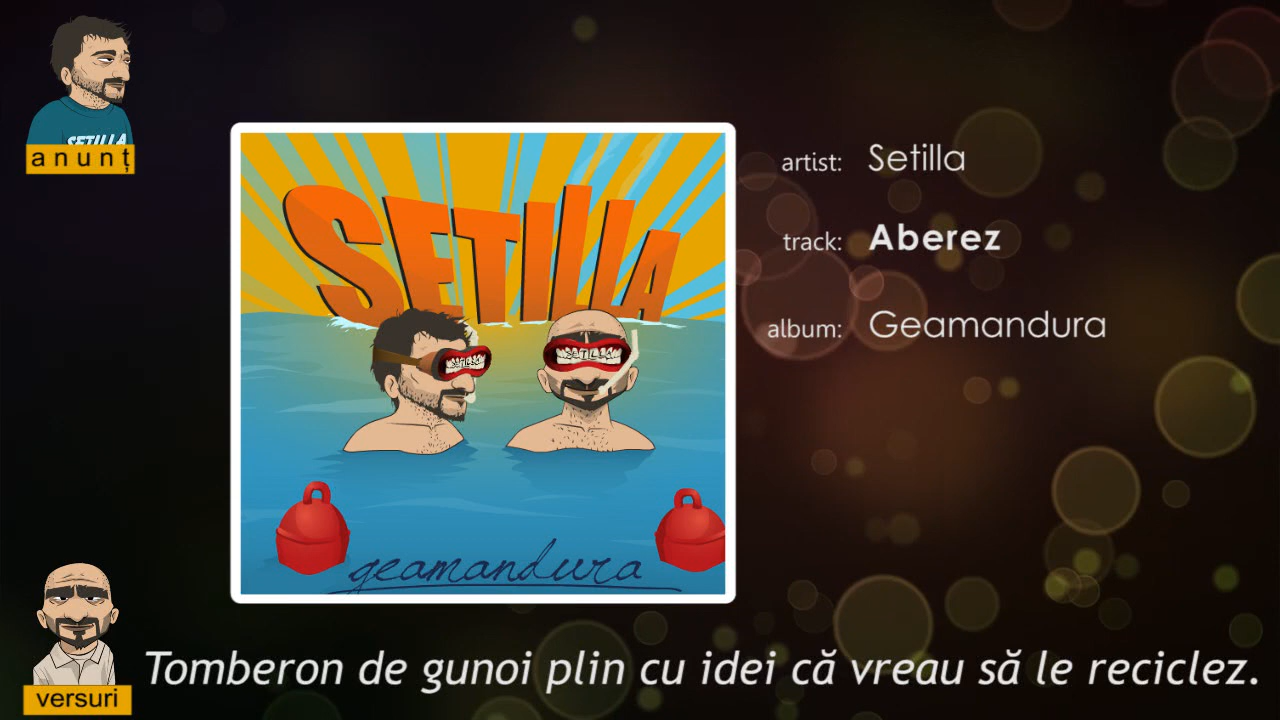 SETILLA
anunț
SETILLA
SETILLA
SETILLA
geamandura
artist: Setilla
track: Aberez
album: Geamandura
versuri
Tomberon de gunoi plin cu idei că vreau să le reciclez.